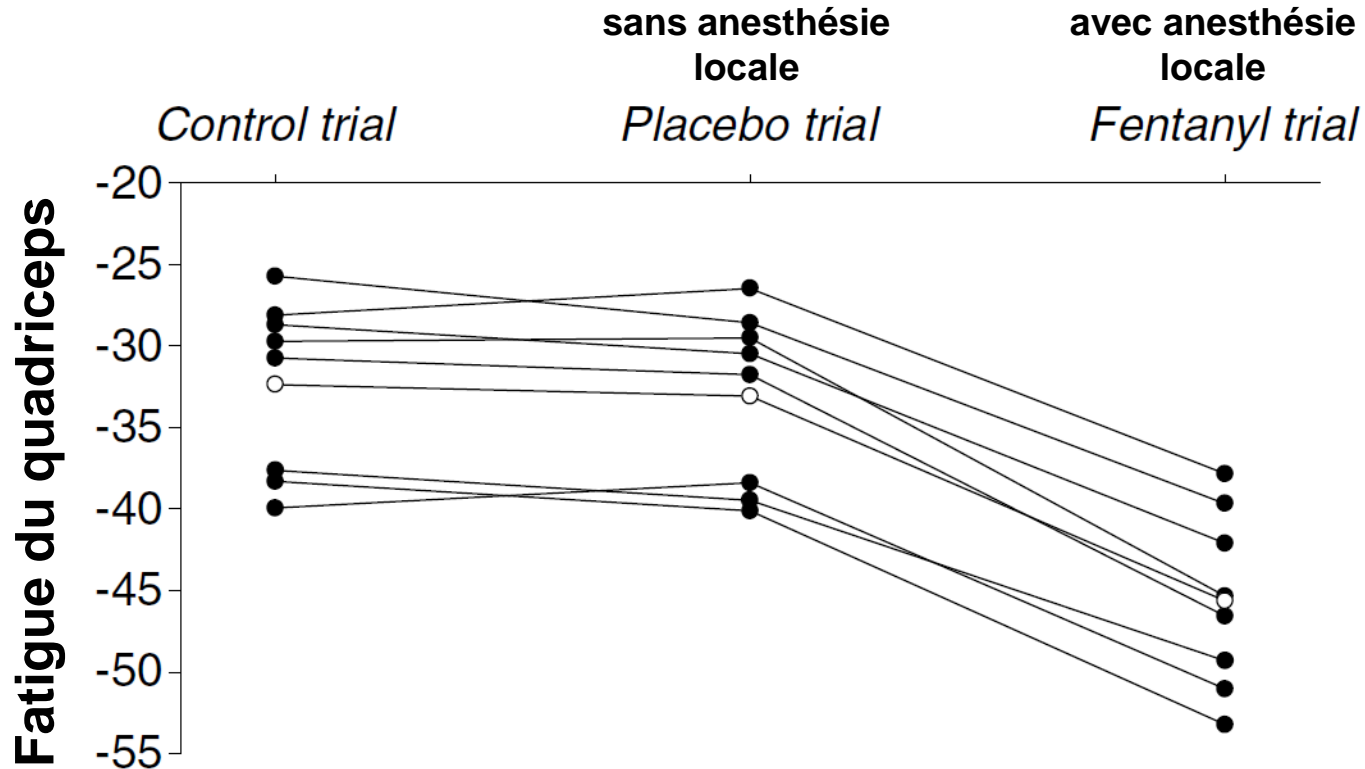 sans anesthésie
locale
avec anesthésie
locale
Control trial
Placebo trial
Fentanyl trial
Fatigue du quadriceps
-20
-25
-30
-35
-40
-45
-50
-55